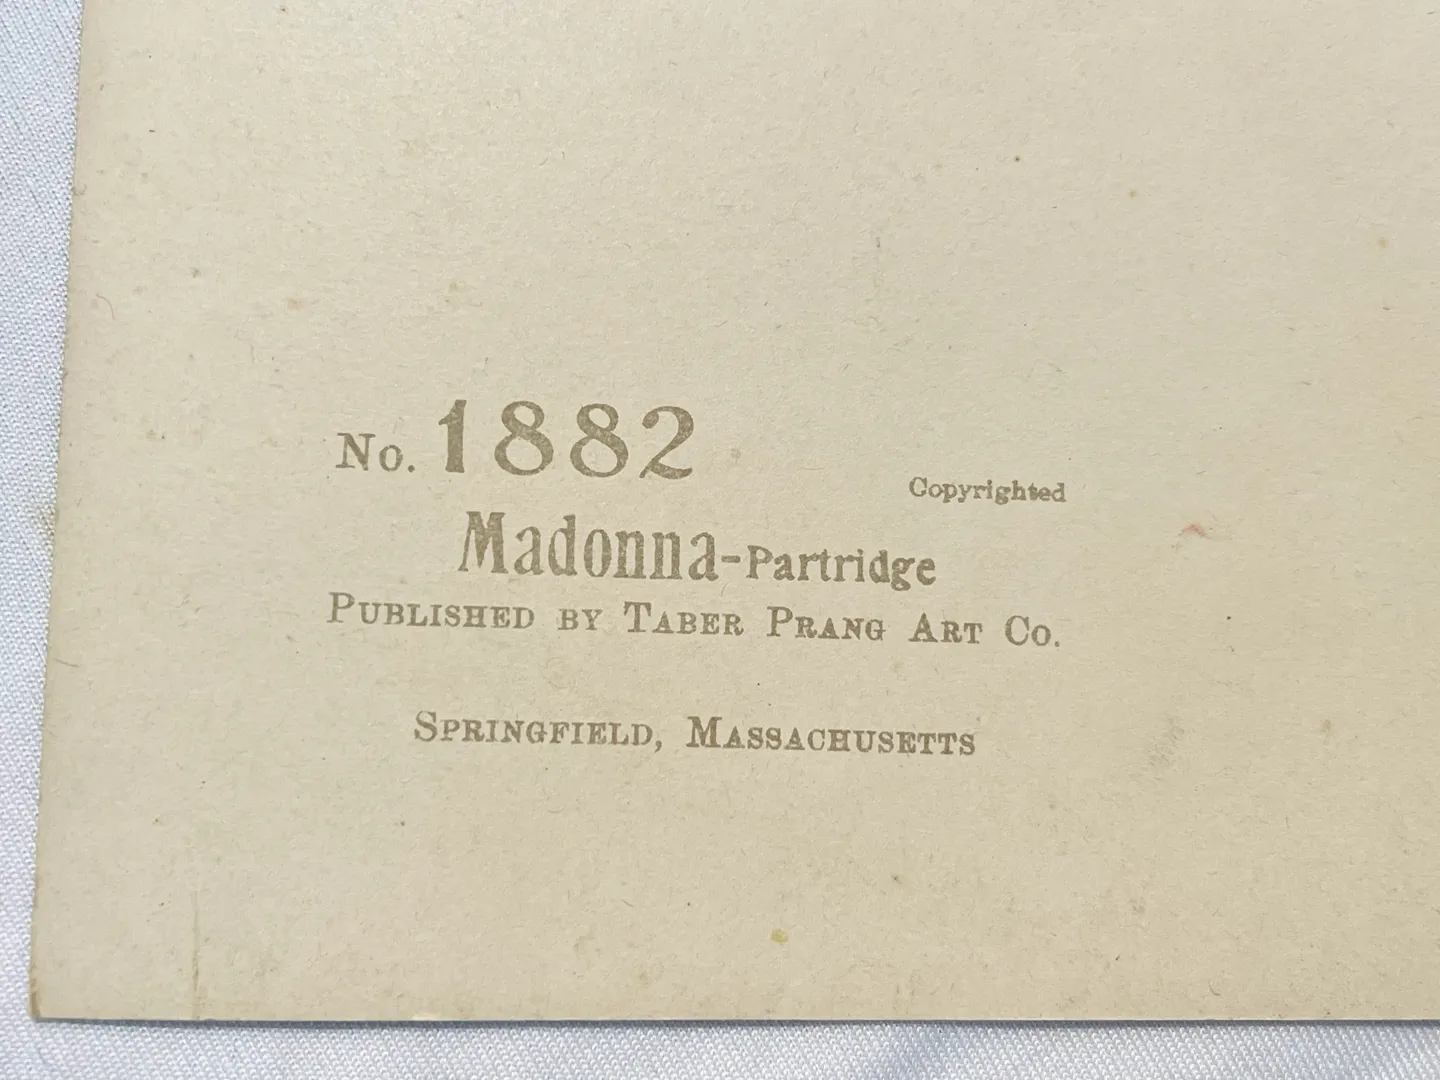 No. 1882
Copyrighted
Madonna-Partridge
PUBLISHED BY TABER PRANG ART CO.
SPRINGFIELD, MASSACHUSETTS